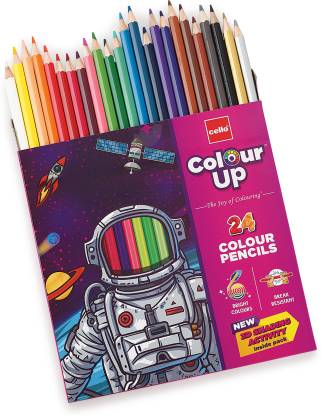 cello
Colour
Up
The Joy of Colouring
24
COLOUR
PENCILS
BRIGHT
COLOURS
BREAK
RESISTANT
NEW
3D SHADING
ACTIVITY
inside pack